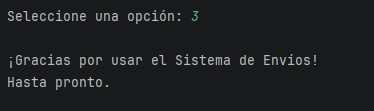 Seleccione una opción: 3
¡Gracias por usar el Sistema de Envíos!
Hasta pronto.